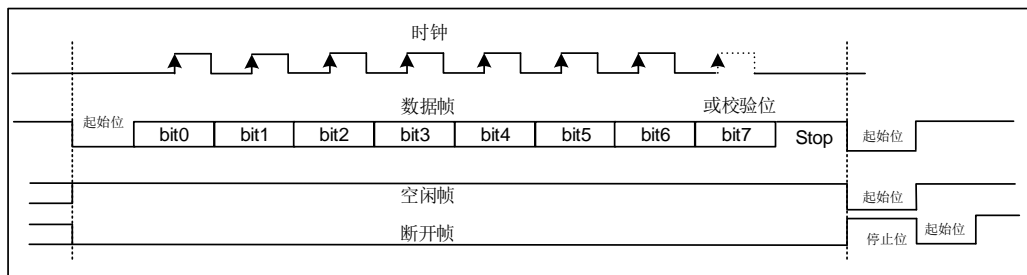 时钟
数据帧 或校验位
起始位 bit0 bit1 bit2 bit3 bit4 bit5 bit6 bit7 Stop 起始位
空闲帧 起始位
断开帧 停止位 起始位